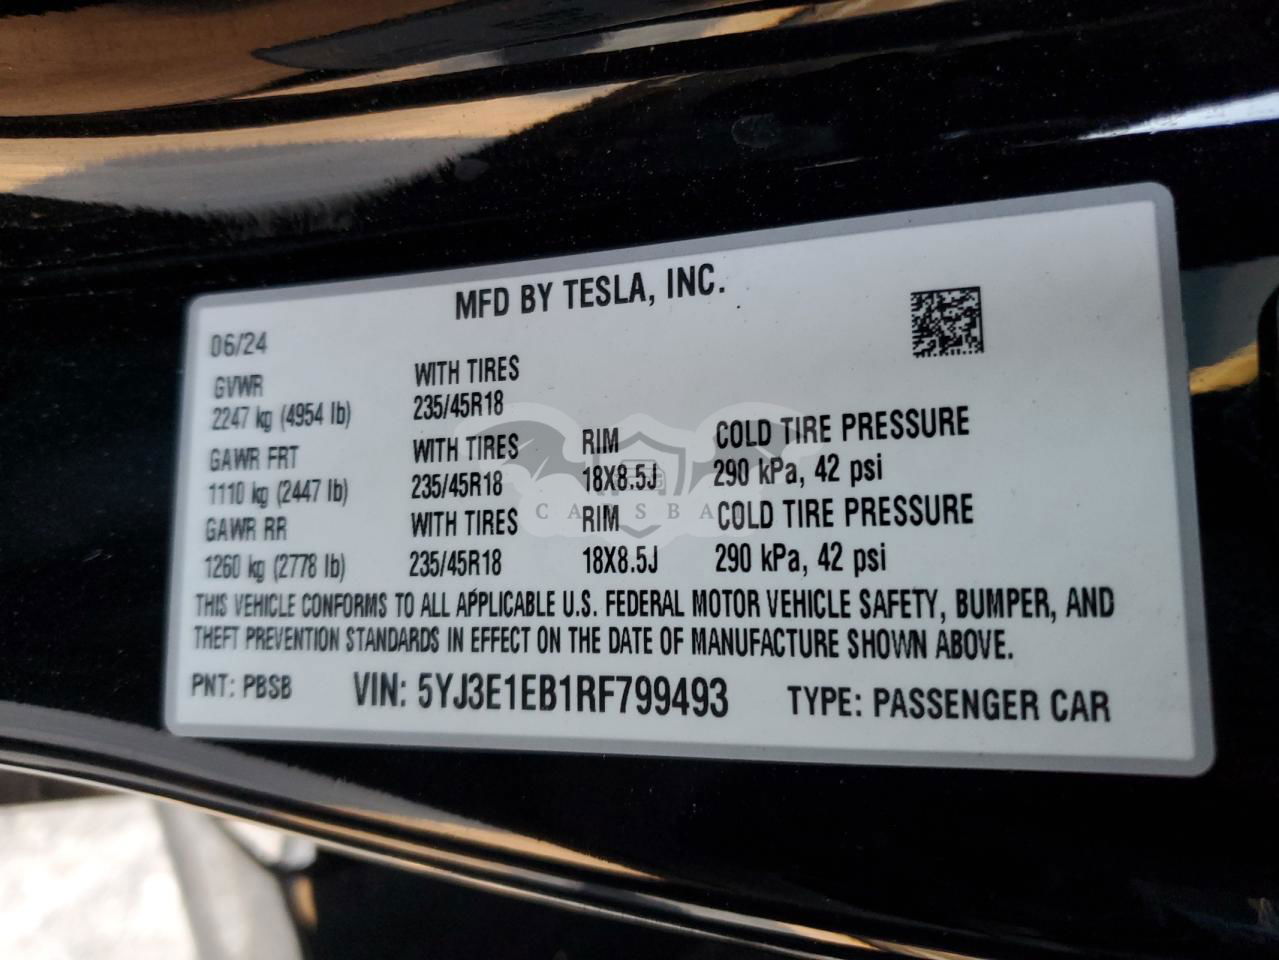 MFD BY TESLA, INC.
06/24
GVWR WITH TIRES
2247 kg (4954 lb) 235/45R18
GAWR FRT WITH TIRES RIM COLD TIRE PRESSURE
1110 kg (2447 lb) 235/45R18 18X8.5J 290 kPa, 42 psi
GAWR RR WITH TIRES RIM COLD TIRE PRESSURE
1260 kg (2778 lb) 235/45R18 18X8.5J 290 kPa, 42 psi
THIS VEHICLE CONFORMS TO ALL APPLICABLE U.S. FEDERAL MOTOR VEHICLE SAFETY, BUMPER, AND
THEFT PREVENTION STANDARDS IN EFFECT ON THE DATE OF MANUFACTURE SHOWN ABOVE.
PNT: PBSB VIN: 5YJ3E1EB1RF799493 TYPE: PASSENGER CAR